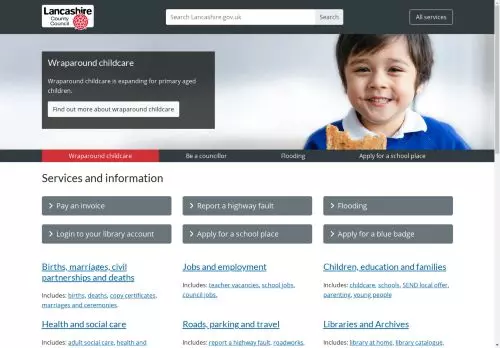 Lancashire
County
Council
Search Lancashire.gov.uk
Search
All services
Wraparound childcare
Wraparound childcare is expanding for primary aged
children.
Find out more about wraparound childcare
Wraparound childcare
Be a councillor
Flooding
Apply for a school place
Services and information
Pay an invoice
Report a highway fault
Flooding
Login to your library account
Apply for a school place
Apply for a blue badge
Births, marriages, civil
partnerships and deaths
Includes: births, deaths, copy certificates,
marriages and ceremonies.
Jobs and employment
Includes: teacher vacancies, school jobs,
council jobs.
Children, education and families
Includes: childcare, schools, SEND local offer,
parenting, young people
Health and social care
Includes: adult social care, health and
Roads, parking and travel
Includes: report a highway fault, roadworks,
Libraries and Archives
Includes: library at home, library catalogue,